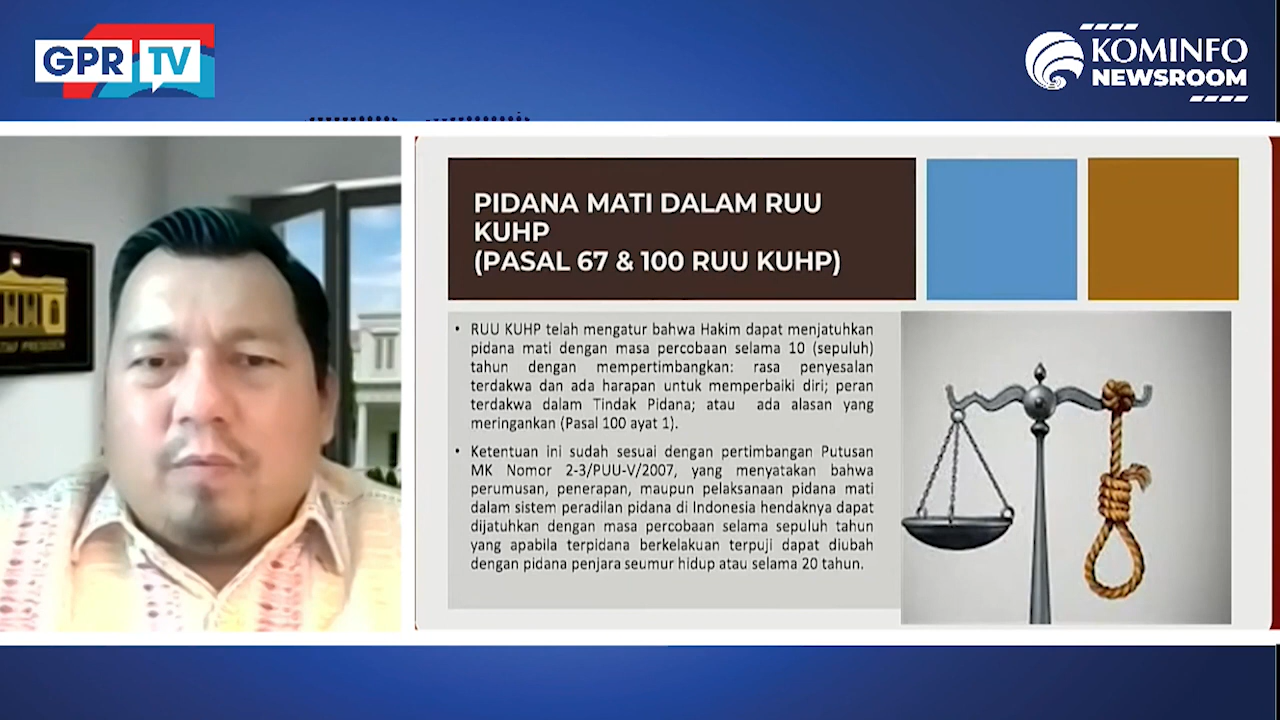 GPR TV
KOMINFO
NEWSROOM
PRESIDEN
PIDANA MATI DALAM RUU
KUHP
(PASAL 67 & 100 RUU KUHP)
• RUU KUHP telah mengatur bahwa Hakim dapat menjatuhkan
pidana mati dengan masa percobaan selama 10 (sepuluh)
tahun dengan mempertimbangkan: rasa penyesalan
terdakwa dan ada harapan untuk memperbaiki diri; peran
terdakwa dalam Tindak Pidana; atau ada alasan yang
meringankan (Pasal 100 ayat 1).
• Ketentuan ini sudah sesuai dengan pertimbangan Putusan
MK Nomor 2-3/PUU-V/2007, yang menyatakan bahwa
perumusan, penerapan, maupun pelaksanaan pidana mati
dalam sistem peradilan pidana di Indonesia hendaknya dapat
dijatuhkan dengan masa percobaan selama sepuluh tahun
yang apabila terpidana berkelakuan terpuji dapat diubah
dengan pidana penjara seumur hidup atau selama 20 tahun.